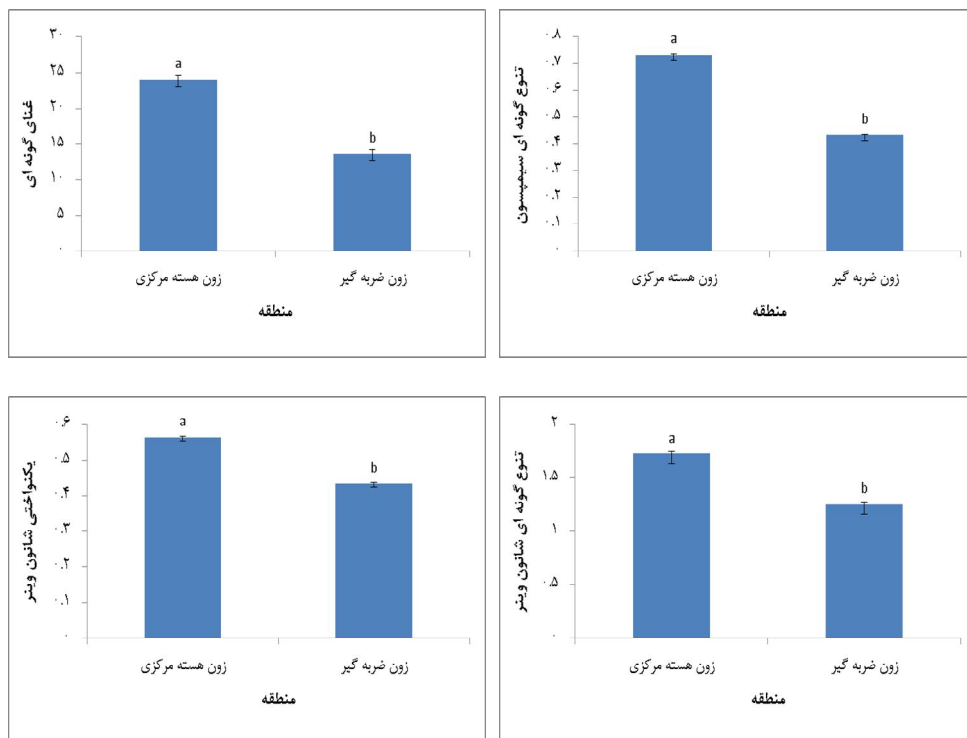 غنای گونه ای
۳۰
۲۵
۲۰
۱۵
۱۰
۵
۰
a
b
زون هسته مرکزی
زون ضربه گیر
منطقه
تنوع گونه ای سیمپسون
۰.۸
۰.۷
۰.۶
۰.۵
۰.۴
۰.۳
۰.۲
۰.۱
۰
a
b
زون هسته مرکزی
زون ضربه گیر
منطقه
یکنواختی شانون وینر
۰.۶
۰.۵
۰.۴
۰.۳
۰.۲
۰.۱
۰
a
b
زون هسته مرکزی
زون ضربه گیر
منطقه
تنوع گونه ای شانون وینر
۲
۱.۵
۱
۰.۵
۰
a
b
زون هسته مرکزی
زون ضربه گیر
منطقه